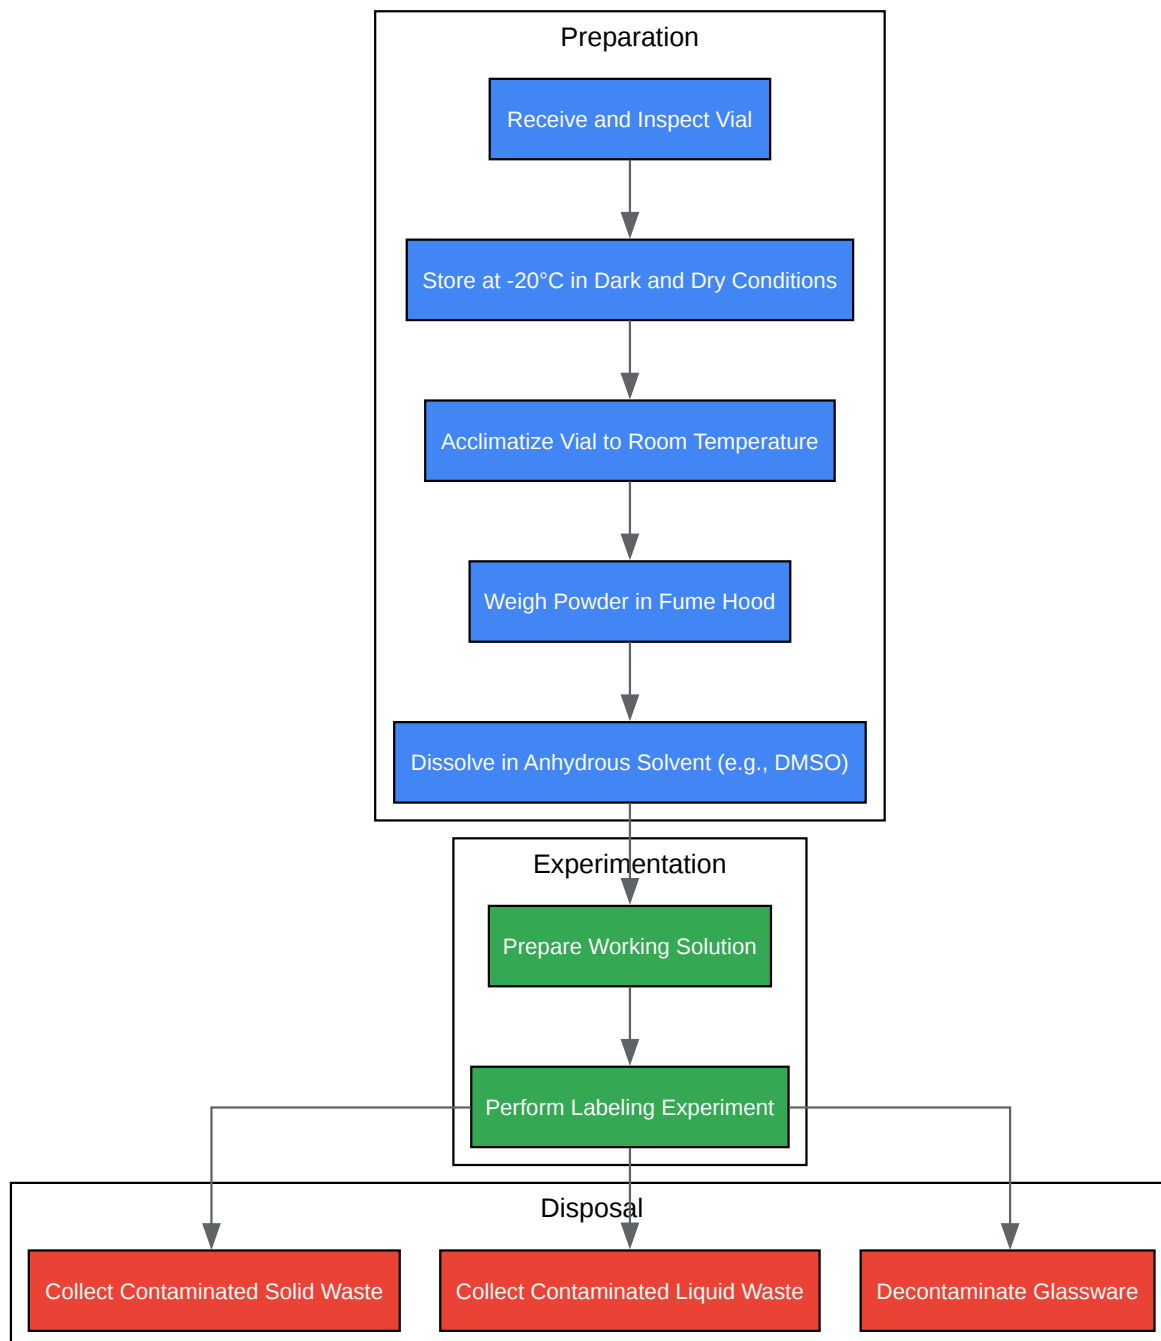 Preparation
Receive and Inspect Vial
Store at -20°C in Dark and Dry Conditions
Acclimatize Vial to Room Temperature
Weigh Powder in Fume Hood
Dissolve in Anhydrous Solvent (e.g., DMSO)
Experimentation
Prepare Working Solution
Perform Labeling Experiment
Disposal
Collect Contaminated Solid Waste
Collect Contaminated Liquid Waste
Decontaminate Glassware